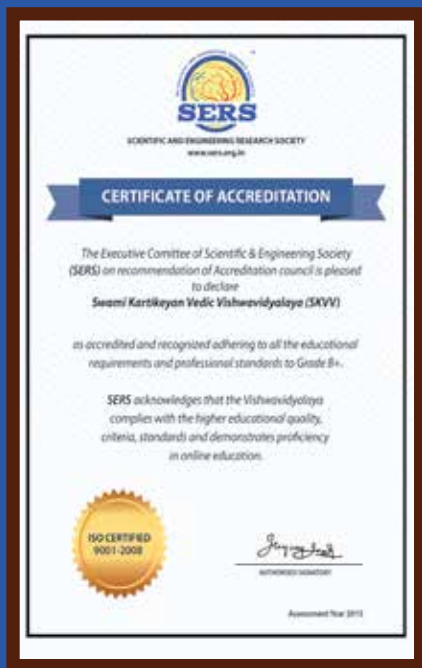 SERS
SCIENTIFIC AND ENGINEERING RESEARCH SOCIETY
www.sers.org.in
CERTIFICATE OF ACCREDITATION
The Executive Comittee of Scientific & Engineering Society
(SERS) on recommendation of Accreditation council is pleased
to declare
Swami Kartikeyan Vedic Vishwavidyalaya (SKVV)
as accredited and recognized adhering to all the educational
requirements and professional standards to Grade B+.
SERS acknowledges that the Vishwavidyalaya
complies with the higher educational quality,
criteria, standards and demonstrates proficiency
in online education.
ISO CERTIFIED
9001-2008
AUTHORISED SIGNATORY
Assessment Year 2015